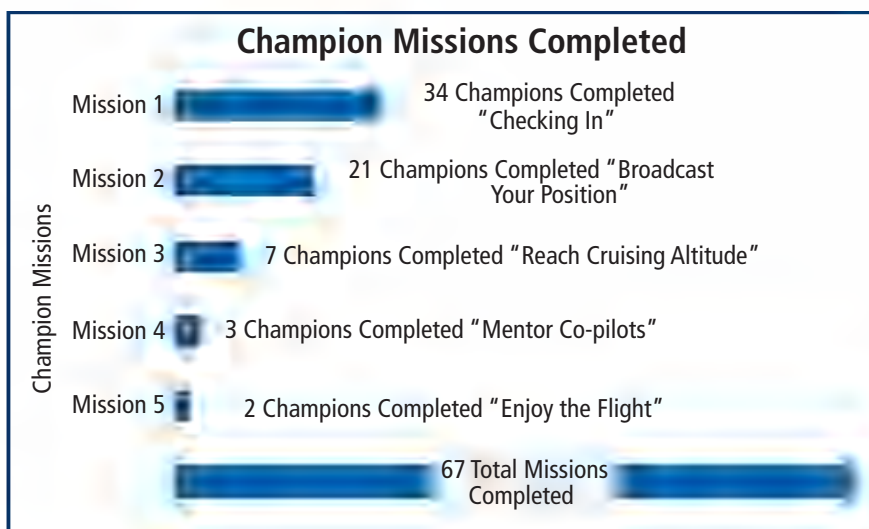 Champion Missions Completed
Champion Missions
Mission 1
34 Champions Completed
“Checking In”
Mission 2
21 Champions Completed “Broadcast
Your Position”
Mission 3
7 Champions Completed “Reach Cruising Altitude”
Mission 4
3 Champions Completed “Mentor Co-pilots”
Mission 5
2 Champions Completed “Enjoy the Flight”
67 Total Missions
Completed